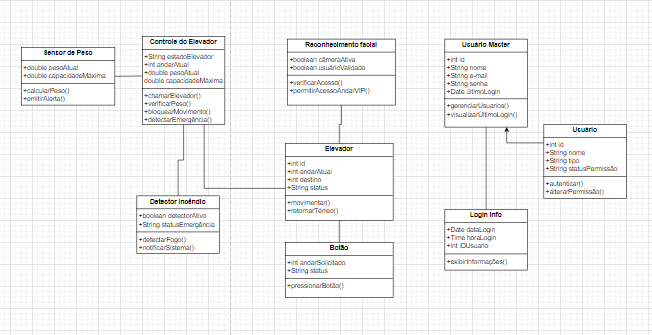 Sensor de Peso
+double pesoAtual
+double capacidadeMáxima
+calcularPeso()
+emitirAlerta()
Controle do Elevador
+String estadoElevador
+int andarAtual
+double pesoAtual
double capacidadeMáxima
+chamarElevador()
+verificarPeso()
+bloquearMovimento()
+detectarEmergência()
Reconhecimento facial
+boolean câmeraAtiva
+boolean usuárioValidado
+verificarAcesso()
+permitirAcessoAndarVIP()
Usuário Master
+int id
+String nome
+String e-mail
+String senha
+Date últimoLogin
+gerenciarUsuarios()
+visualizarÚltimoLogin()
Usuário
+int id
+String nome
+String tipo
+String statusPermissão
+autenticar()
+alterarPermissão()
Elevador
+int id
+int andarAtual
+int destino
+String status
+movimentar()
+retornarTérreo()
Detector Incêndio
+boolean detectorAtivo
+String statusEmergência
+detectarFogo()
+notificarSistema()
Login Info
+Date dataLogin
+Time horaLogin
+int iDUsuario
+exibirInformações()
Botão
+int andarSolicitado
+String status
+pressionarBotão()